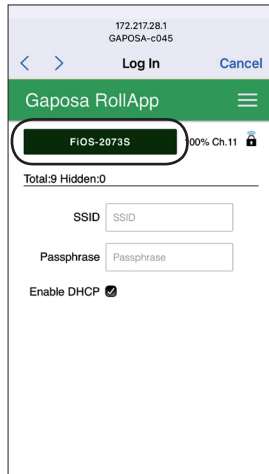 172.217.28.1
GAPOSA-c045
< > Log In Cancel
Gaposa RollApp
FiOS-2073S 100% Ch.11
Total:9 Hidden:0
SSID SSID
Passphrase Passphrase
Enable DHCP